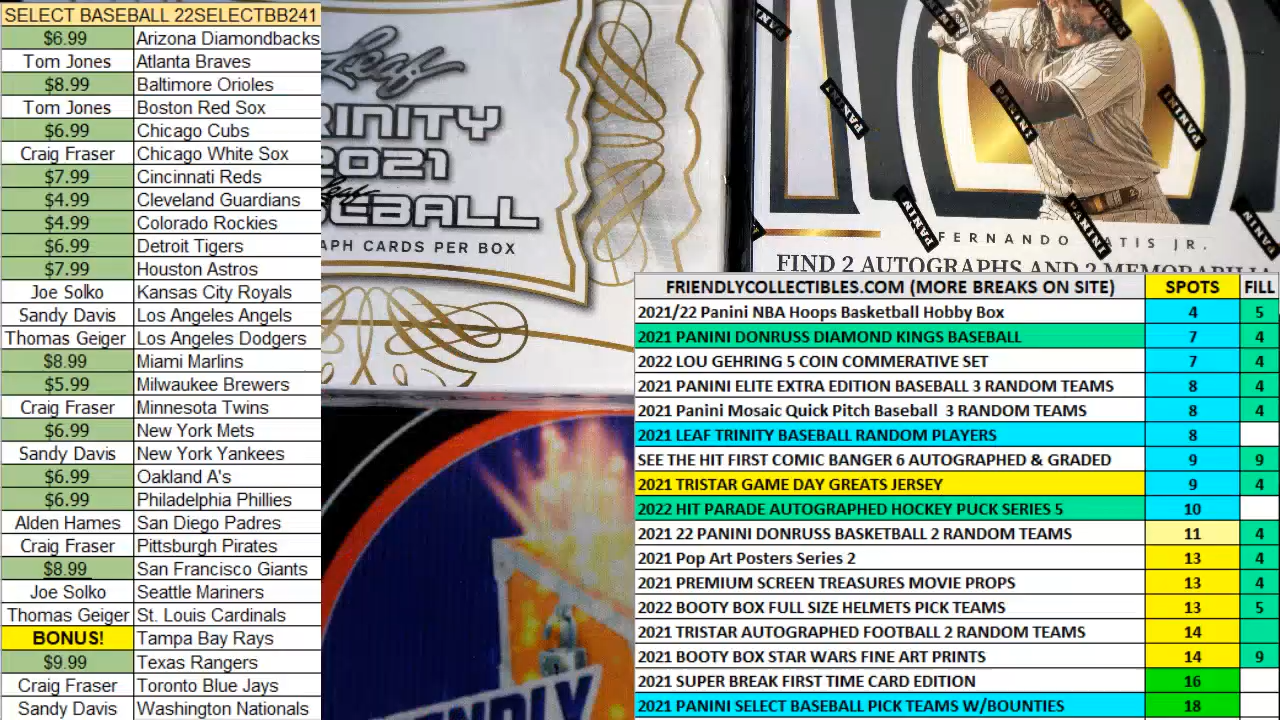 SELECT BASEBALL 22SELECTBB241
$6.99 Arizona Diamondbacks
Tom Jones Atlanta Braves
$8.99 Baltimore Orioles
Tom Jones Boston Red Sox
$6.99 Chicago Cubs
Craig Fraser Chicago White Sox
$7.99 Cincinnati Reds
$4.99 Cleveland Guardians
$4.99 Colorado Rockies
$6.99 Detroit Tigers
$7.99 Houston Astros
Joe Solko Kansas City Royals
Sandy Davis Los Angeles Angels
Thomas Geiger Los Angeles Dodgers
$8.99 Miami Marlins
$5.99 Milwaukee Brewers
Craig Fraser Minnesota Twins
$6.99 New York Mets
Sandy Davis New York Yankees
$6.99 Oakland A's
$6.99 Philadelphia Phillies
Alden Hames San Diego Padres
Craig Fraser Pittsburgh Pirates
$8.99 San Francisco Giants
Joe Solko Seattle Mariners
Thomas Geiger St. Louis Cardinals
BONUS! Tampa Bay Rays
$9.99 Texas Rangers
Craig Fraser Toronto Blue Jays
Sandy Davis Washington Nationals
Leaf
RINITY
2021
Leaf
SEBALL
APH CARDS PER BOX
PANINI
PANINI
PANINI
PANINI
PANINI
PANINI
FERNANDO TATIS JR.
FIND 2 AUTOGRAPHS AND 2 MEMORABILIA
FRIENDLYCOLLECTIBLES.COM (MORE BREAKS ON SITE) SPOTS FILL
2021/22 Panini NBA Hoops Basketball Hobby Box 4 5
2021 PANINI DONRUSS DIAMOND KINGS BASEBALL 7 4
2022 LOU GEHRING 5 COIN COMMERATIVE SET 7 4
2021 PANINI ELITE EXTRA EDITION BASEBALL 3 RANDOM TEAMS 8 4
2021 Panini Mosaic Quick Pitch Baseball 3 RANDOM TEAMS 8 4
2021 LEAF TRINITY BASEBALL RANDOM PLAYERS 8
SEE THE HIT FIRST COMIC BANGER 6 AUTOGRAPHED & GRADED 9 9
2021 TRISTAR GAME DAY GREATS JERSEY 9 4
2022 HIT PARADE AUTOGRAPHED HOCKEY PUCK SERIES 5 10
2021 22 PANINI DONRUSS BASKETBALL 2 RANDOM TEAMS 11 4
2021 Pop Art Posters Series 2 13 4
2021 PREMIUM SCREEN TREASURES MOVIE PROPS 13 4
2022 BOOTY BOX FULL SIZE HELMETS PICK TEAMS 13 5
2021 TRISTAR AUTOGRAPHED FOOTBALL 2 RANDOM TEAMS 14
2021 BOOTY BOX STAR WARS FINE ART PRINTS 14 9
2021 SUPER BREAK FIRST TIME CARD EDITION 16
2021 PANINI SELECT BASEBALL PICK TEAMS W/BOUNTIES 18